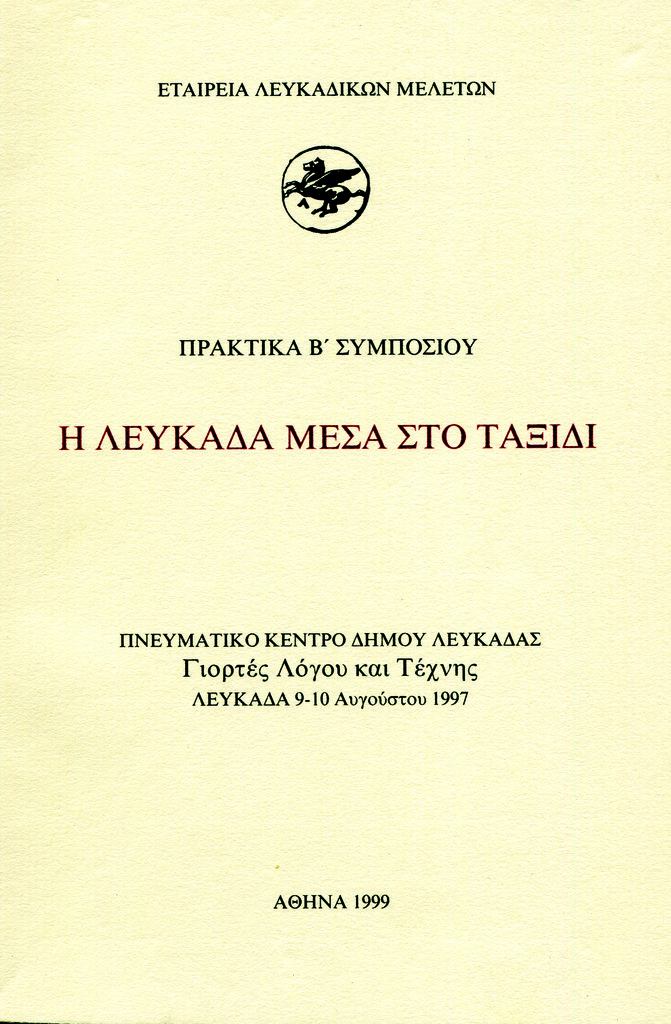 ΕΤΑΙΡΕΙΑ ΛΕΥΚΑΔΙΚΩΝ ΜΕΛΕΤΩΝ
Λ
ΠΡΑΚΤΙΚΑ Β΄ ΣΥΜΠΟΣΙΟΥ
Η ΛΕΥΚΑΔΑ ΜΕΣΑ ΣΤΟ ΤΑΞΙΔΙ
ΠΝΕΥΜΑΤΙΚΟ ΚΕΝΤΡΟ ΔΗΜΟΥ ΛΕΥΚΑΔΑΣ
Γιορτές Λόγου και Τέχνης
ΛΕΥΚΑΔΑ 9-10 Αυγούστου 1997
ΑΘΗΝΑ 1999